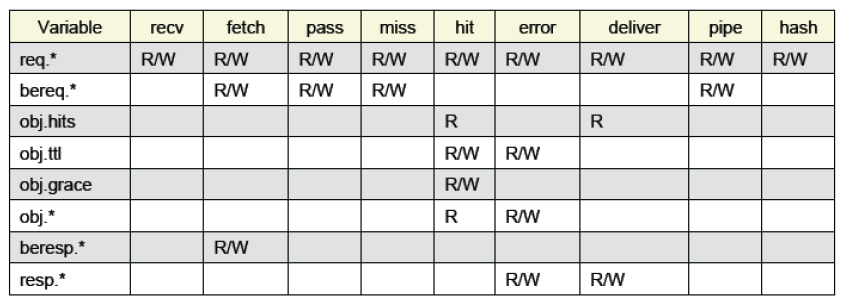 Variable recv fetch pass miss hit error deliver pipe hash
req.* R/W R/W R/W R/W R/W R/W R/W R/W R/W
bereq.* R/W R/W R/W R/W
obj.hits R R
obj.ttl R/W R/W
obj.grace R/W
obj.* R R/W
beresp.* R/W
resp.* R/W R/W